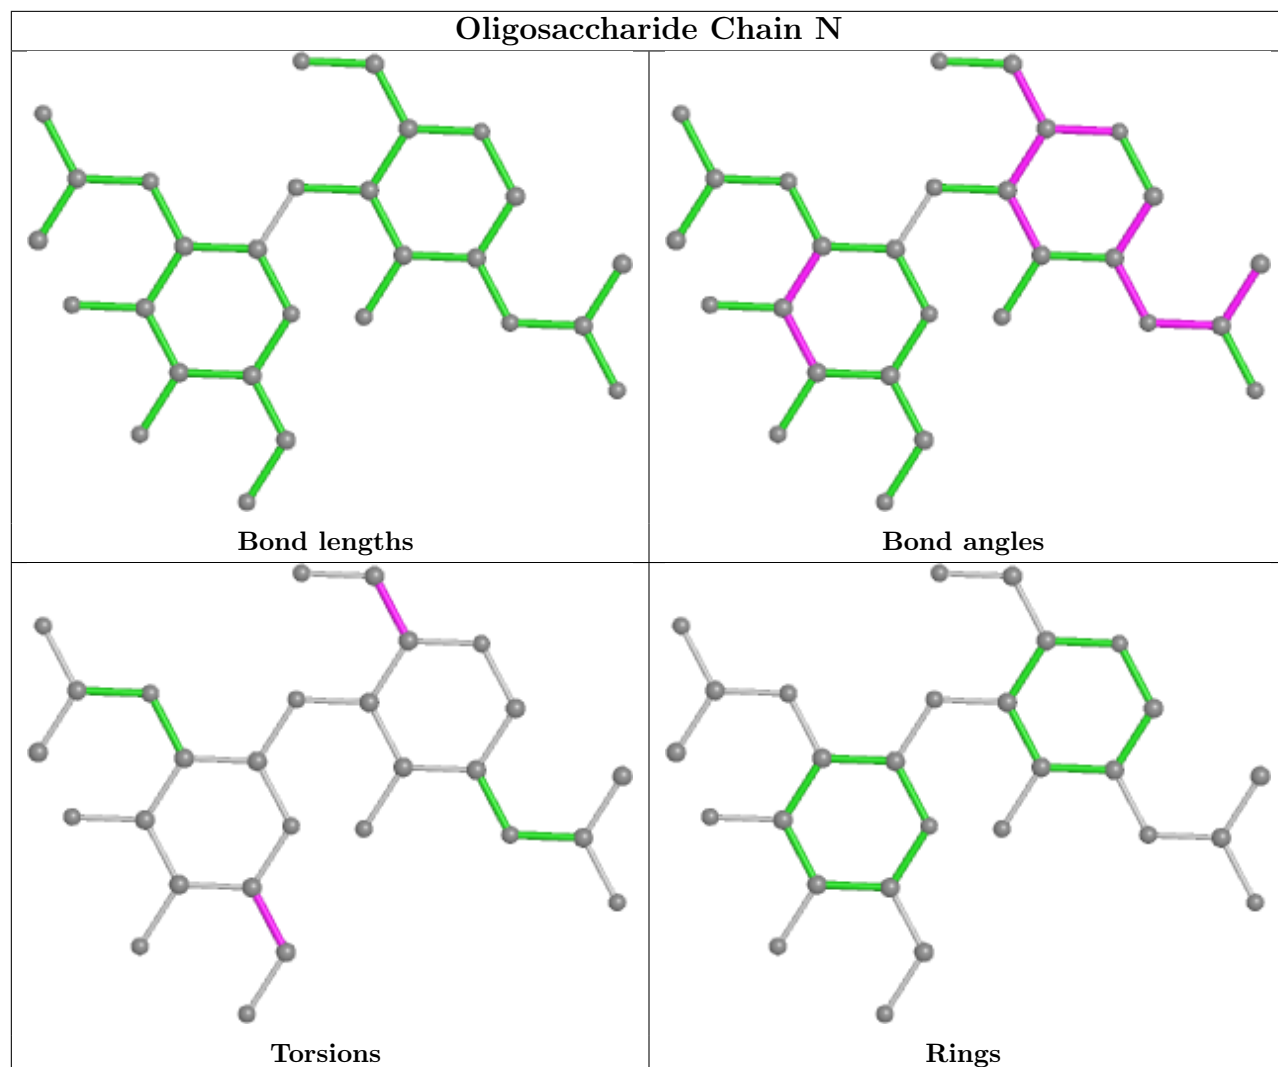 Oligosaccharide Chain N
Bond lengths
Bond angles
Torsions
Rings